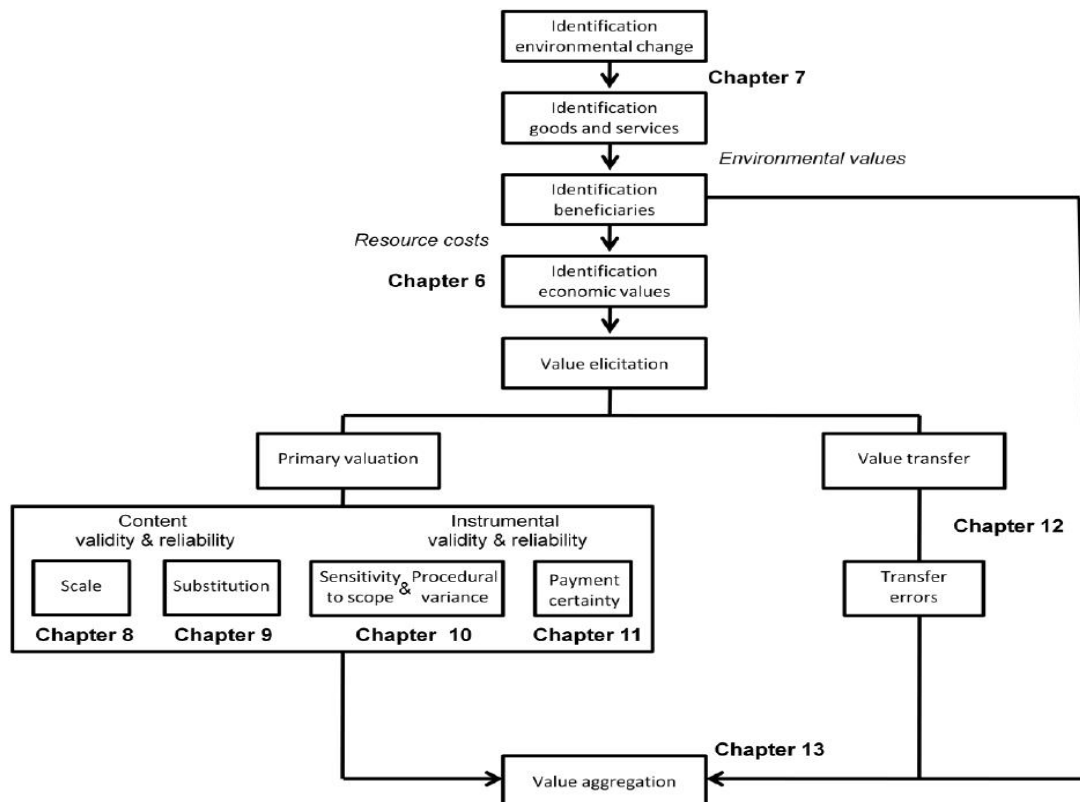 Identification
environmental change
Chapter 7
Identification
goods and services
Environmental values
Identification
beneficiaries
Resource costs
Chapter 6
Identification
economic values
Value elicitation
Primary valuation
Value transfer
Content
validity & reliability
Instrumental
validity & reliability
Chapter 12
Scale
Substitution
Sensitivity
to scope
&
Procedural
variance
Payment
certainty
Transfer
errors
Chapter 8
Chapter 9
Chapter 10
Chapter 11
Chapter 13
Value aggregation